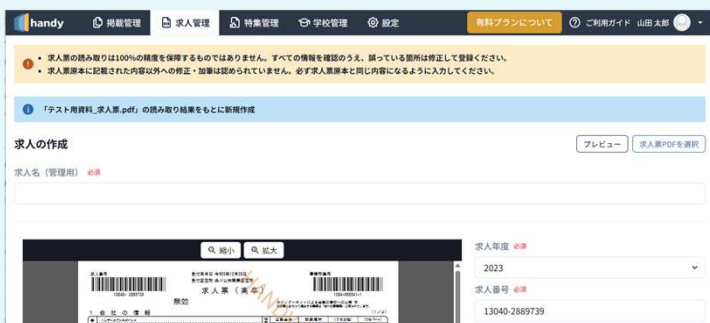 handy 掲載管理 求人管理 特集管理 学校管理 設定 有料プランについて ご利用ガイド 山田 太郎
• 求人票の読み取りは100%の精度を保障するものではありません。すべての情報を確認のうえ、誤っている箇所は修正して登録ください。
• 求人票原本に記載された内容以外への修正・加筆は認められていません。必ず求人票原本と同じ内容になるように入力してください。
「テスト用資料_求人票.pdf」の読み取り結果をもとに新規作成
求人の作成 プレビュー 求人票PDFを選択
求人名（管理用） 必須
縮小 拡大
求人年度 必須
2023
求人番号 必須
13040-2889739
求人番号
13040- 2889739
求人票（高卒）
無効
1 会社の情報